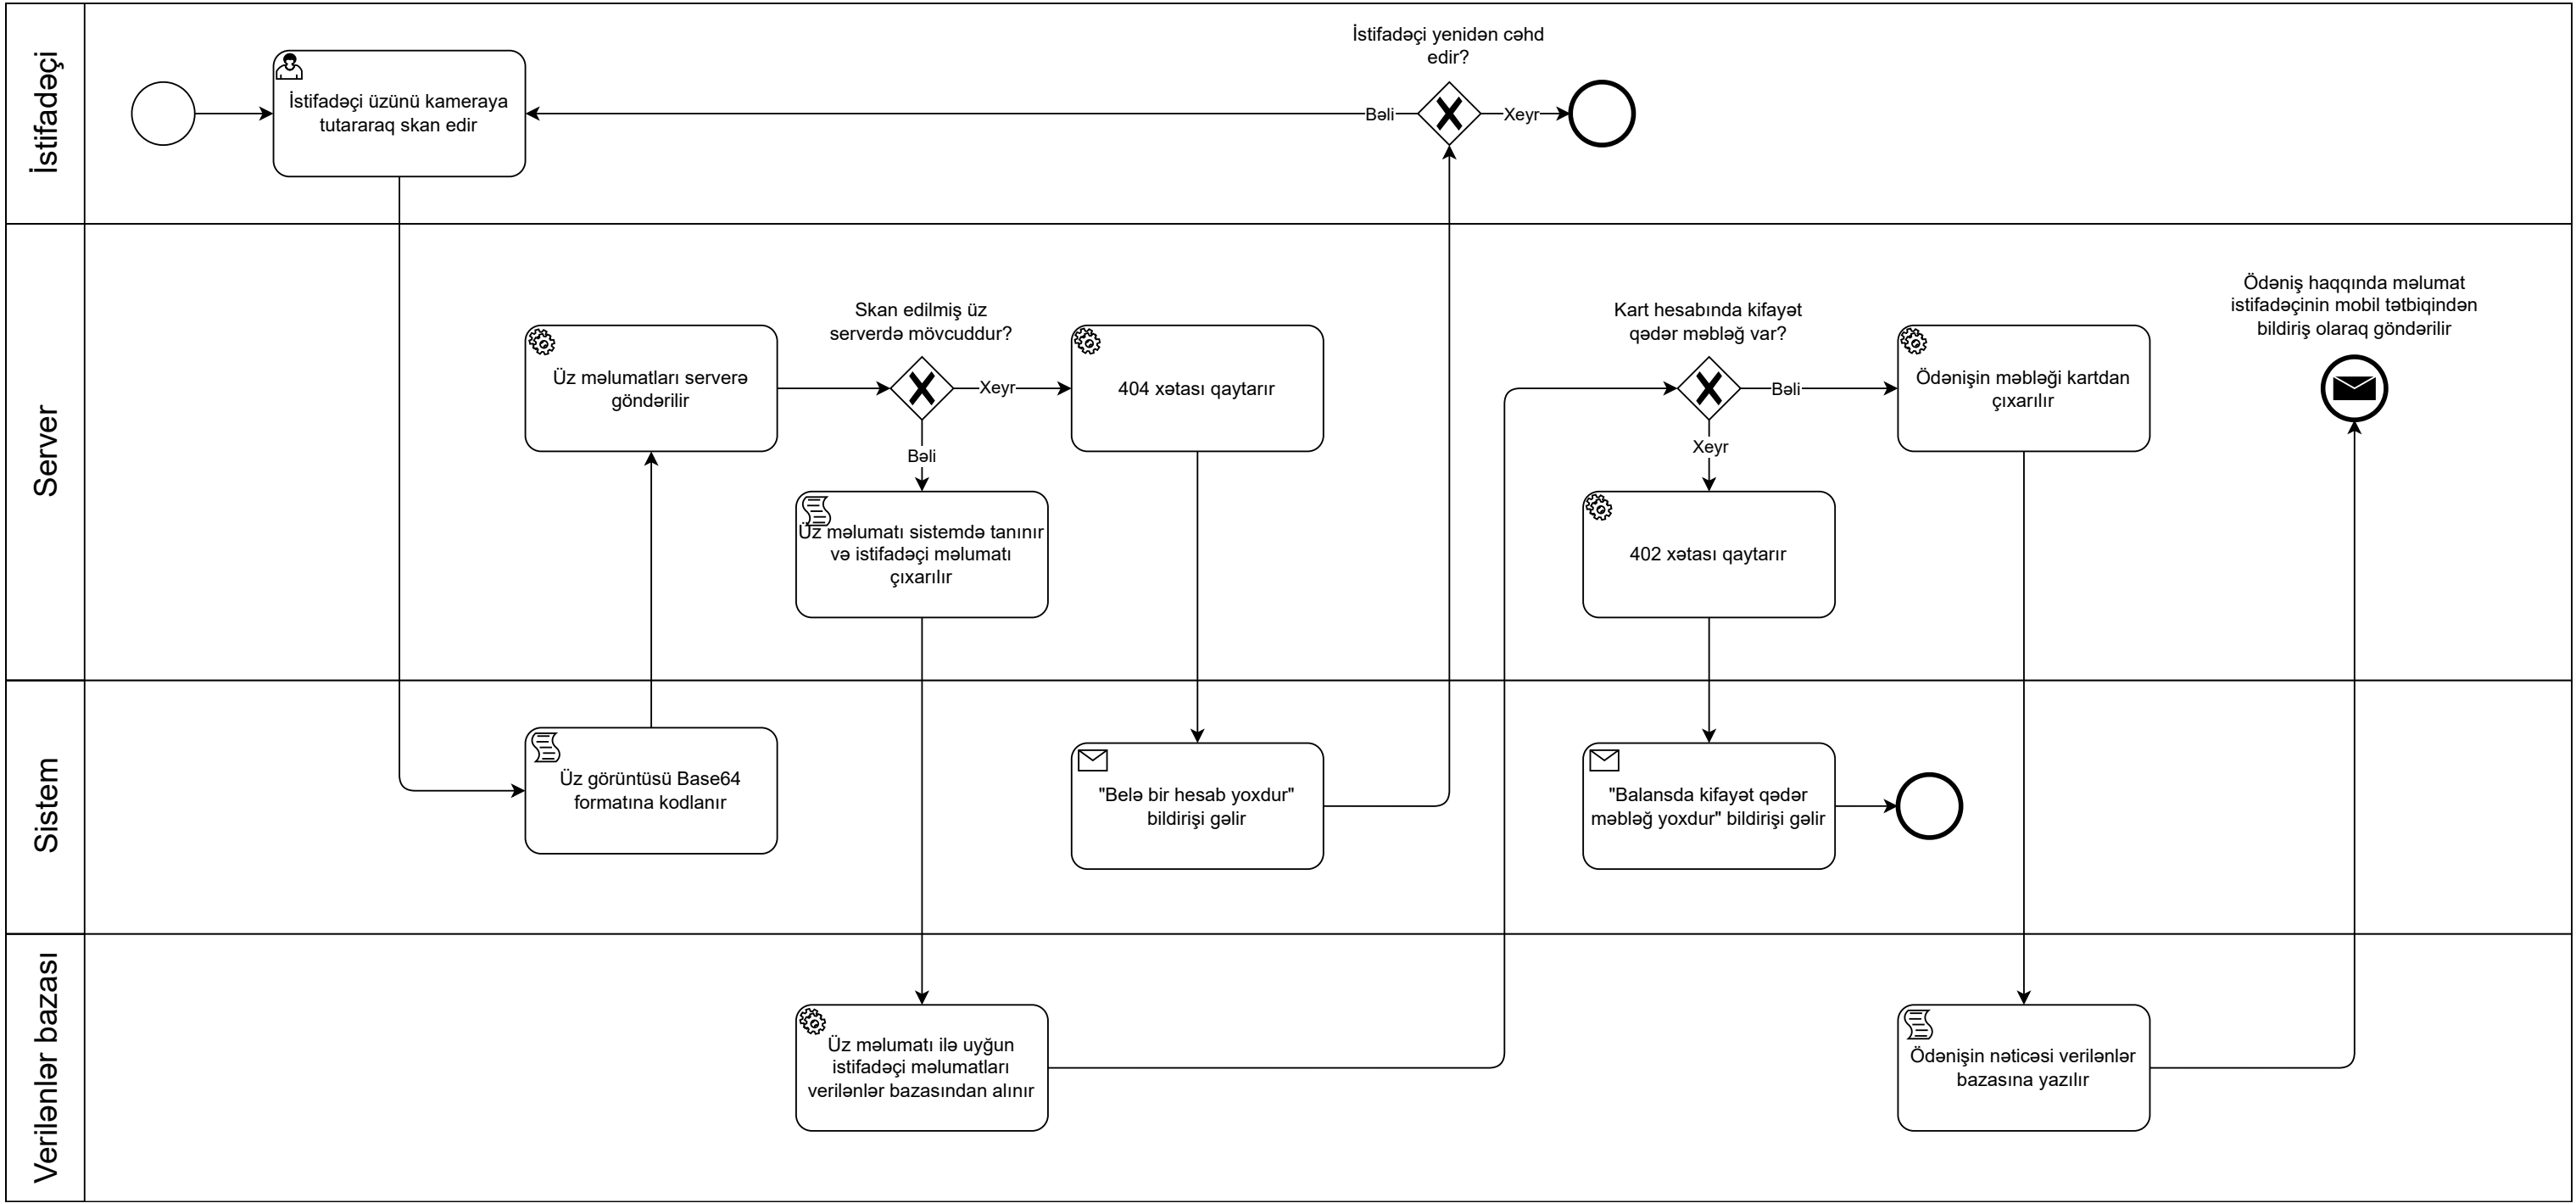 İstifadəçi
İstifadəçi üzünü kameraya
tutararaq skan edir
İstifadəçi yenidən cəhd
edir?
Bəli
Xeyr
Server
Üz məlumatları serverə
göndərilir
Skan edilmiş üz
serverdə mövcuddur?
Xeyr
Bəli
404 xətası qaytarır
Üz məlumatı sistemdə tanınır
və istifadəçi məlumatı
çıxarılır
Kart hesabında kifayət
qədər məbləğ var?
Bəli
Xeyr
Ödənişin məbləği kartdan
çıxarılır
402 xətası qaytarır
Ödəniş haqqında məlumat
istifadəçinin mobil tətbiqindən
bildiriş olaraq göndərilir
Sistem
Üz görüntüsü Base64
formatına kodlanır
"Belə bir hesab yoxdur"
bildirişi gəlir
"Balansda kifayət qədər
məbləğ yoxdur" bildirişi gəlir
Verilənlər bazası
Üz məlumatı ilə uyğun
istifadəçi məlumatları
verilənlər bazasından alınır
Ödənişin nəticəsi verilənlər
bazasına yazılır